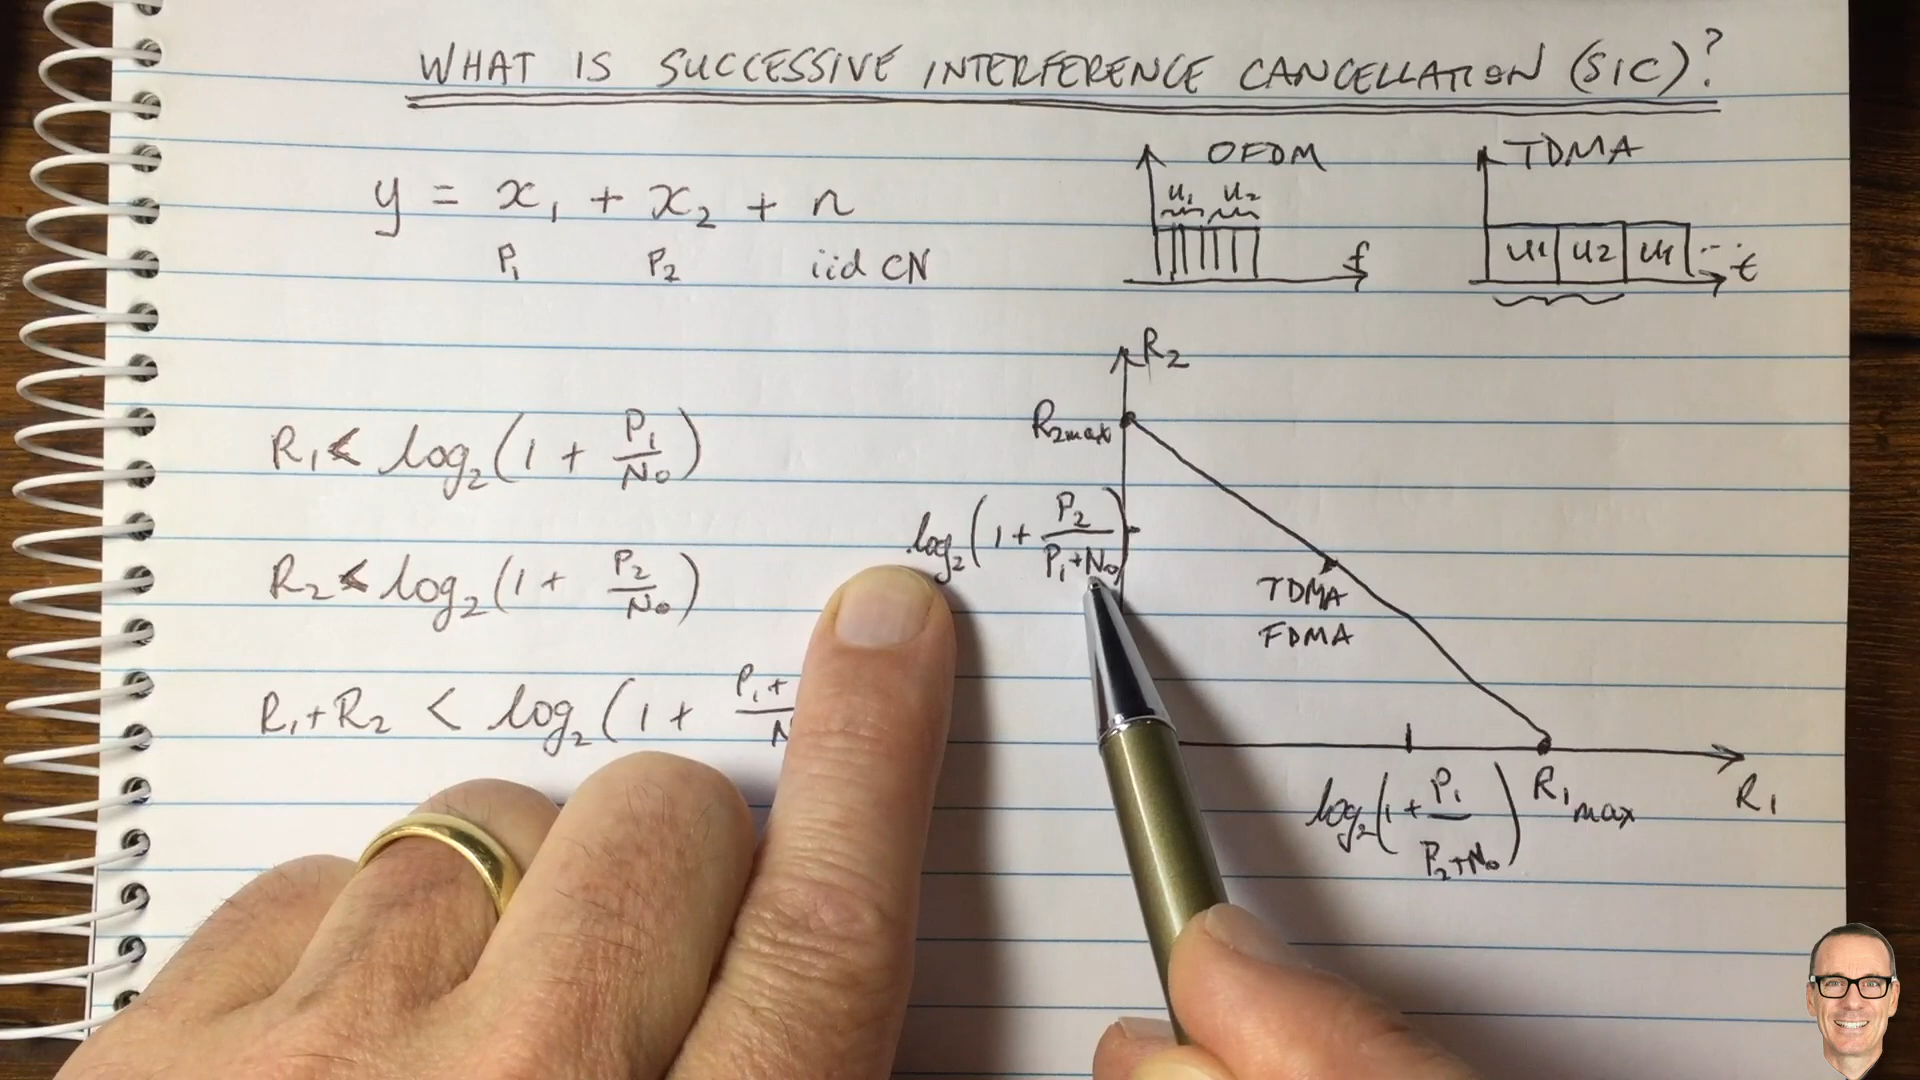 WHAT IS SUCCESSIVE INTERFERENCE CANCELLATION (SIC)?
y = x₁ + x₂ + n
P₁ P₂ iid CN
OFDM
u₁ u₂
f
TDMA
u1 u2 u1 ...
t
R₁ < log₂(1 + P₁/N₀)
R₂ < log₂(1 + P₂/N₀)
R₁+R₂ < log₂(1 + P₁+
N
R₂
R₂max
log₂(1 + P₂/P₁+N₀)
TDMA
FDMA
log₂(1 + P₁/P₂+N₀)
R₁max
R₁